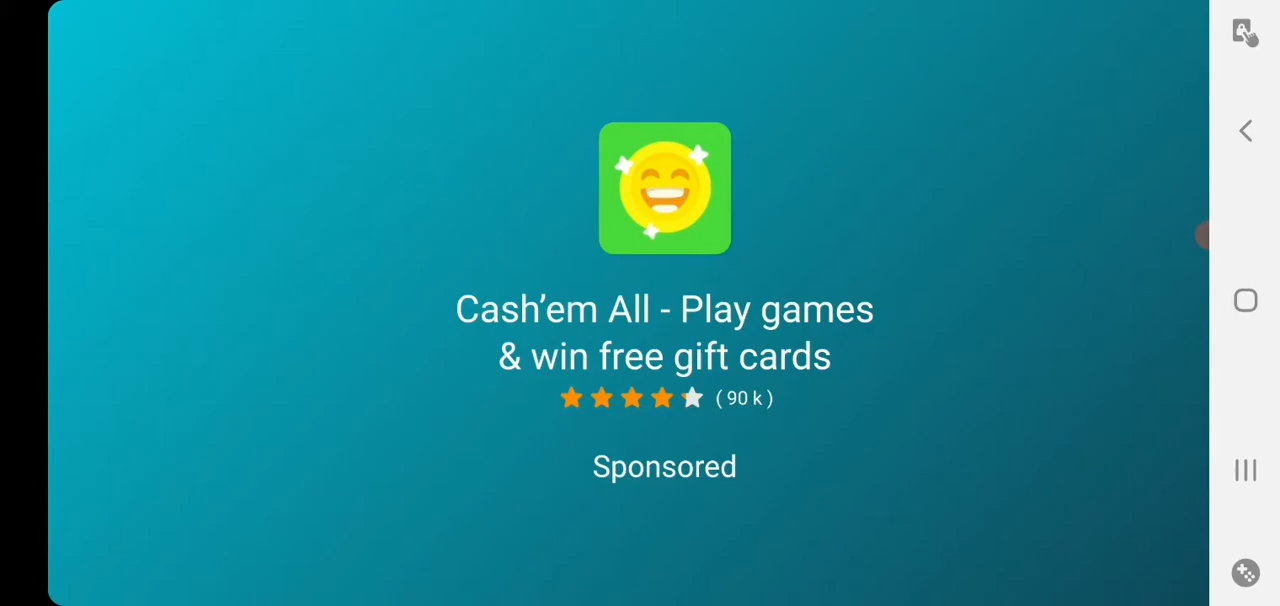 Cash’em All - Play games
& win free gift cards
( 90 k )
Sponsored